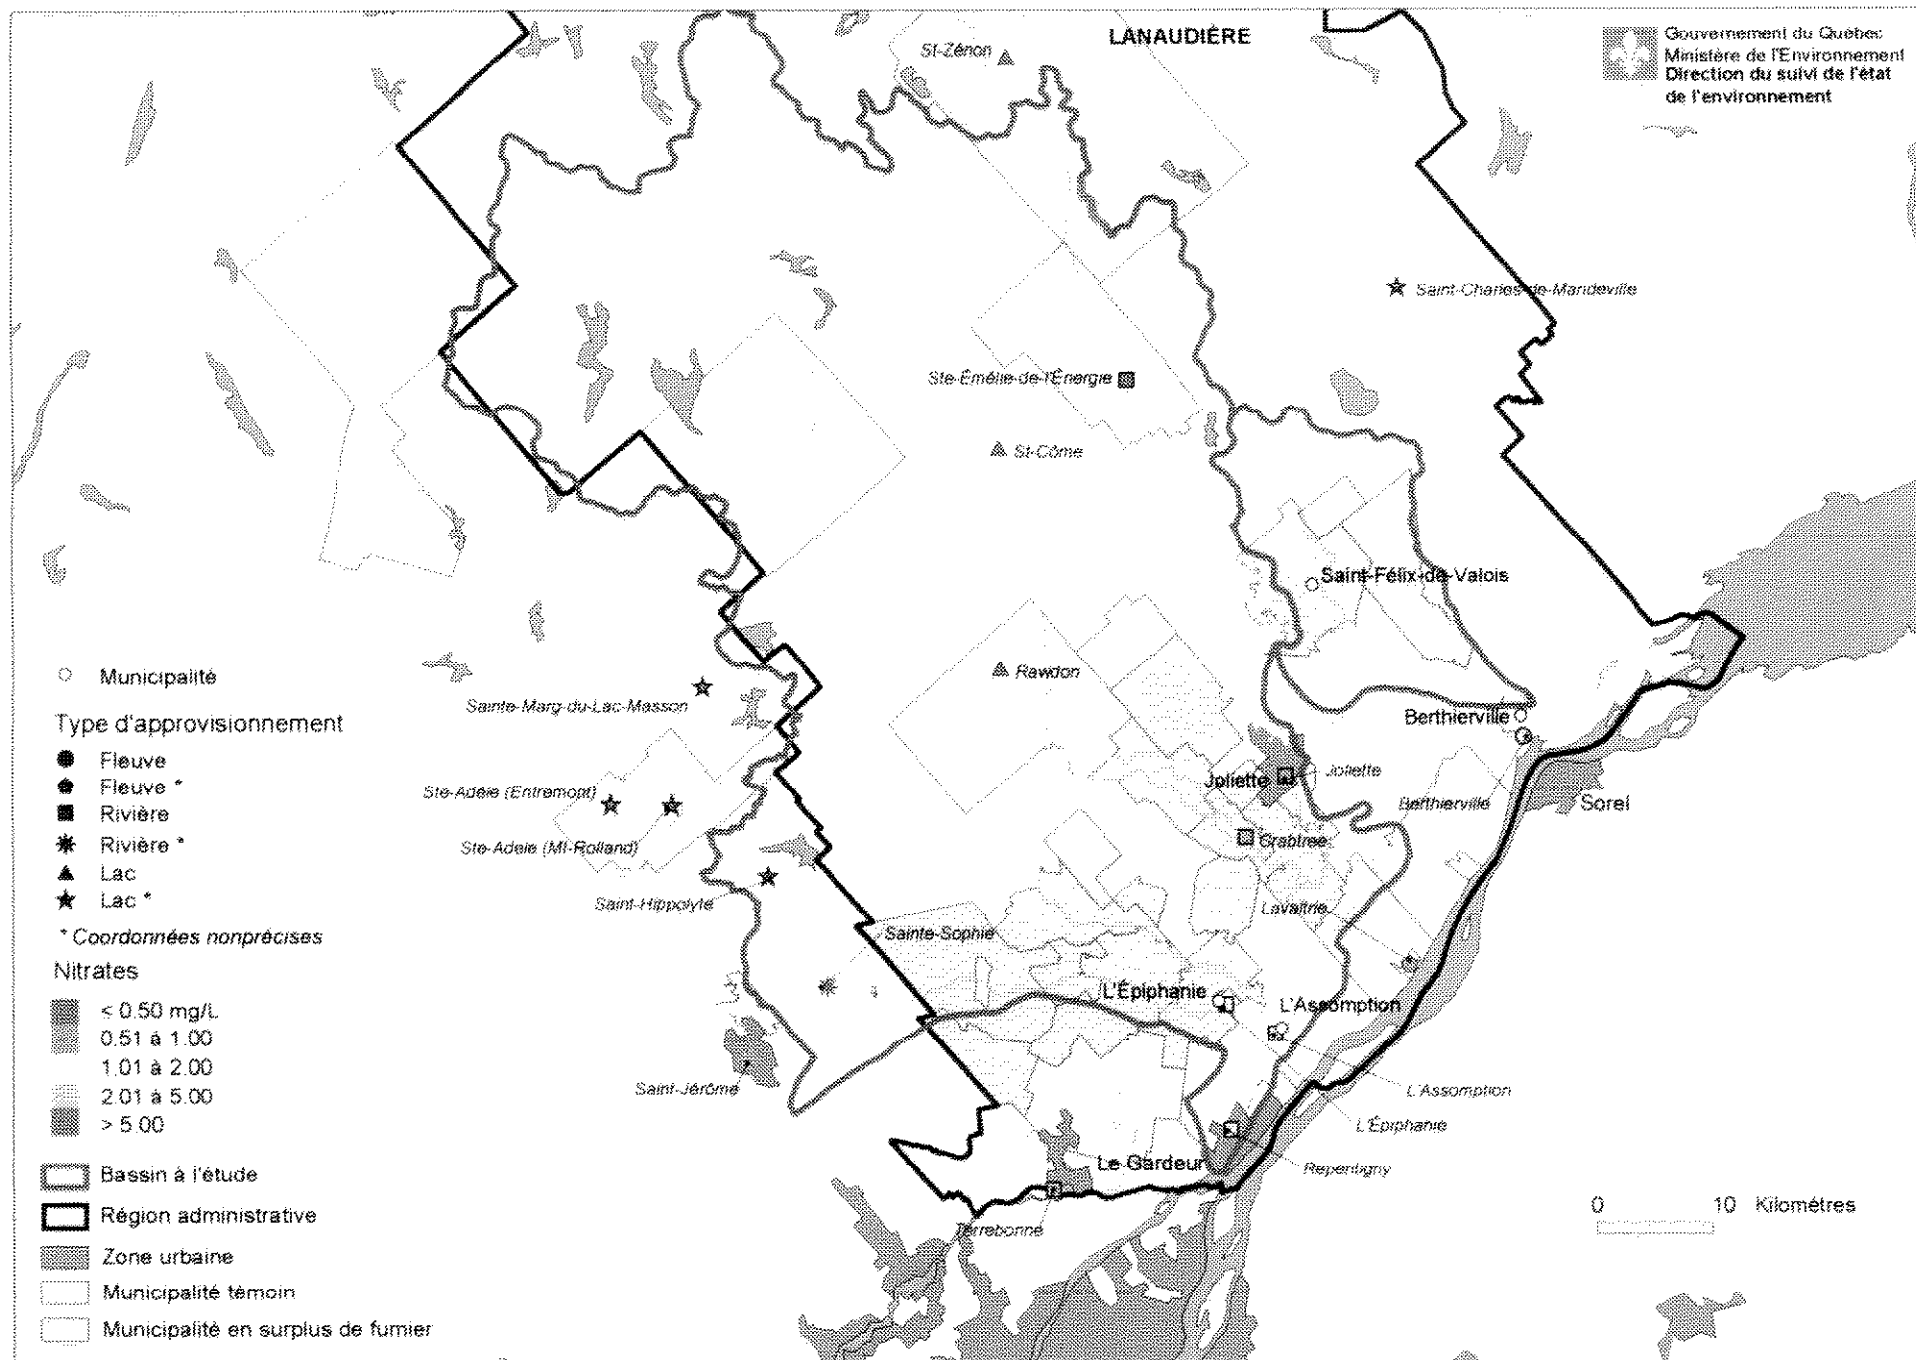 LANAUDIÈRE
Gouvernement du Québec
Ministère de l'Environnement
Direction du suivi de l'état
de l'environnement
St-Zénon
Saint-Charles-de-Mandeville
Ste-Émélie-de-l'Énergie
St-Côme
Saint-Félix-de-Valois
Rawdon
Sainte-Marg-du-Lac-Masson
Berthierville
Joliette
Joliette
Ste-Adèle (Entremont)
Berthierville
Sorel
Crabtree
Ste-Adele (Mt-Rolland)
Saint-Hippolyte
Lavaltrie
Sainte-Sophie
L'Épiphanie
L'Assomption
Saint-Jérôme
L'Assomption
L'Épiphanie
Le Gardeur
Repentigny
Terrebonne
0 10 Kilomètres
Municipalité
Type d'approvisionnement
Fleuve
Fleuve *
Rivière
Rivière *
Lac
Lac *
* Coordonnées nonprécises
Nitrates
≤ 0.50 mg/L
0.51 à 1.00
1.01 à 2.00
2.01 à 5.00
> 5.00
Bassin à l'étude
Région administrative
Zone urbaine
Municipalité témoin
Municipalité en surplus de fumier